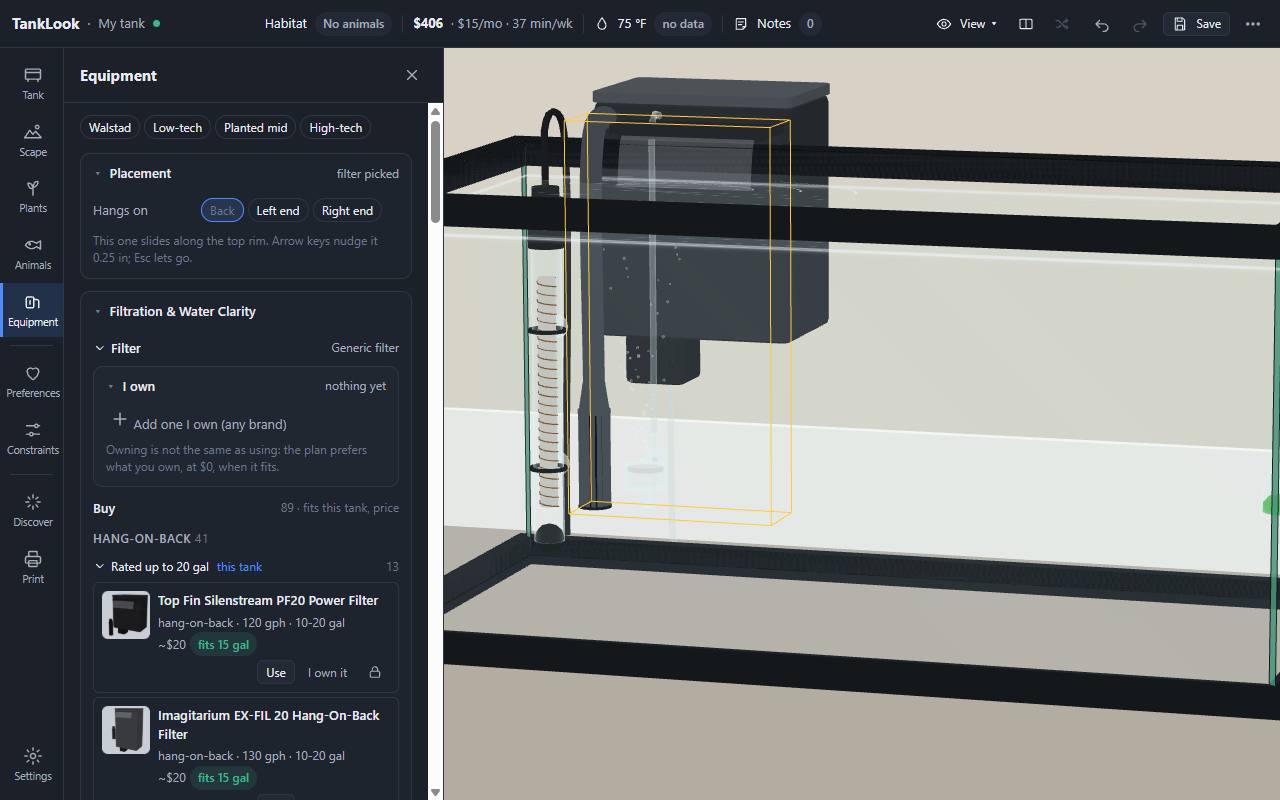 TankLook · My tank
Habitat No animals $406 · $15/mo · 37 min/wk 75 °F no data Notes 0 View Save
Tank
Scape
Plants
Animals
Equipment
Preferences
Constraints
Discover
Print
Settings
Equipment
Walstad Low-tech Planted mid High-tech
Placement filter picked
Hangs on Back Left end Right end
This one slides along the top rim. Arrow keys nudge it
0.25 in; Esc lets go.
Filtration & Water Clarity
Filter Generic filter
I own nothing yet
Add one I own (any brand)
Owning is not the same as using: the plan prefers
what you own, at $0, when it fits.
Buy 89 · fits this tank, price
HANG-ON-BACK 41
Rated up to 20 gal this tank 13
Top Fin Silenstream PF20 Power Filter
hang-on-back · 120 gph · 10-20 gal
~$20 fits 15 gal
Use I own it
Imagitarium EX-FIL 20 Hang-On-Back
Filter
hang-on-back · 130 gph · 10-20 gal
~$20 fits 15 gal